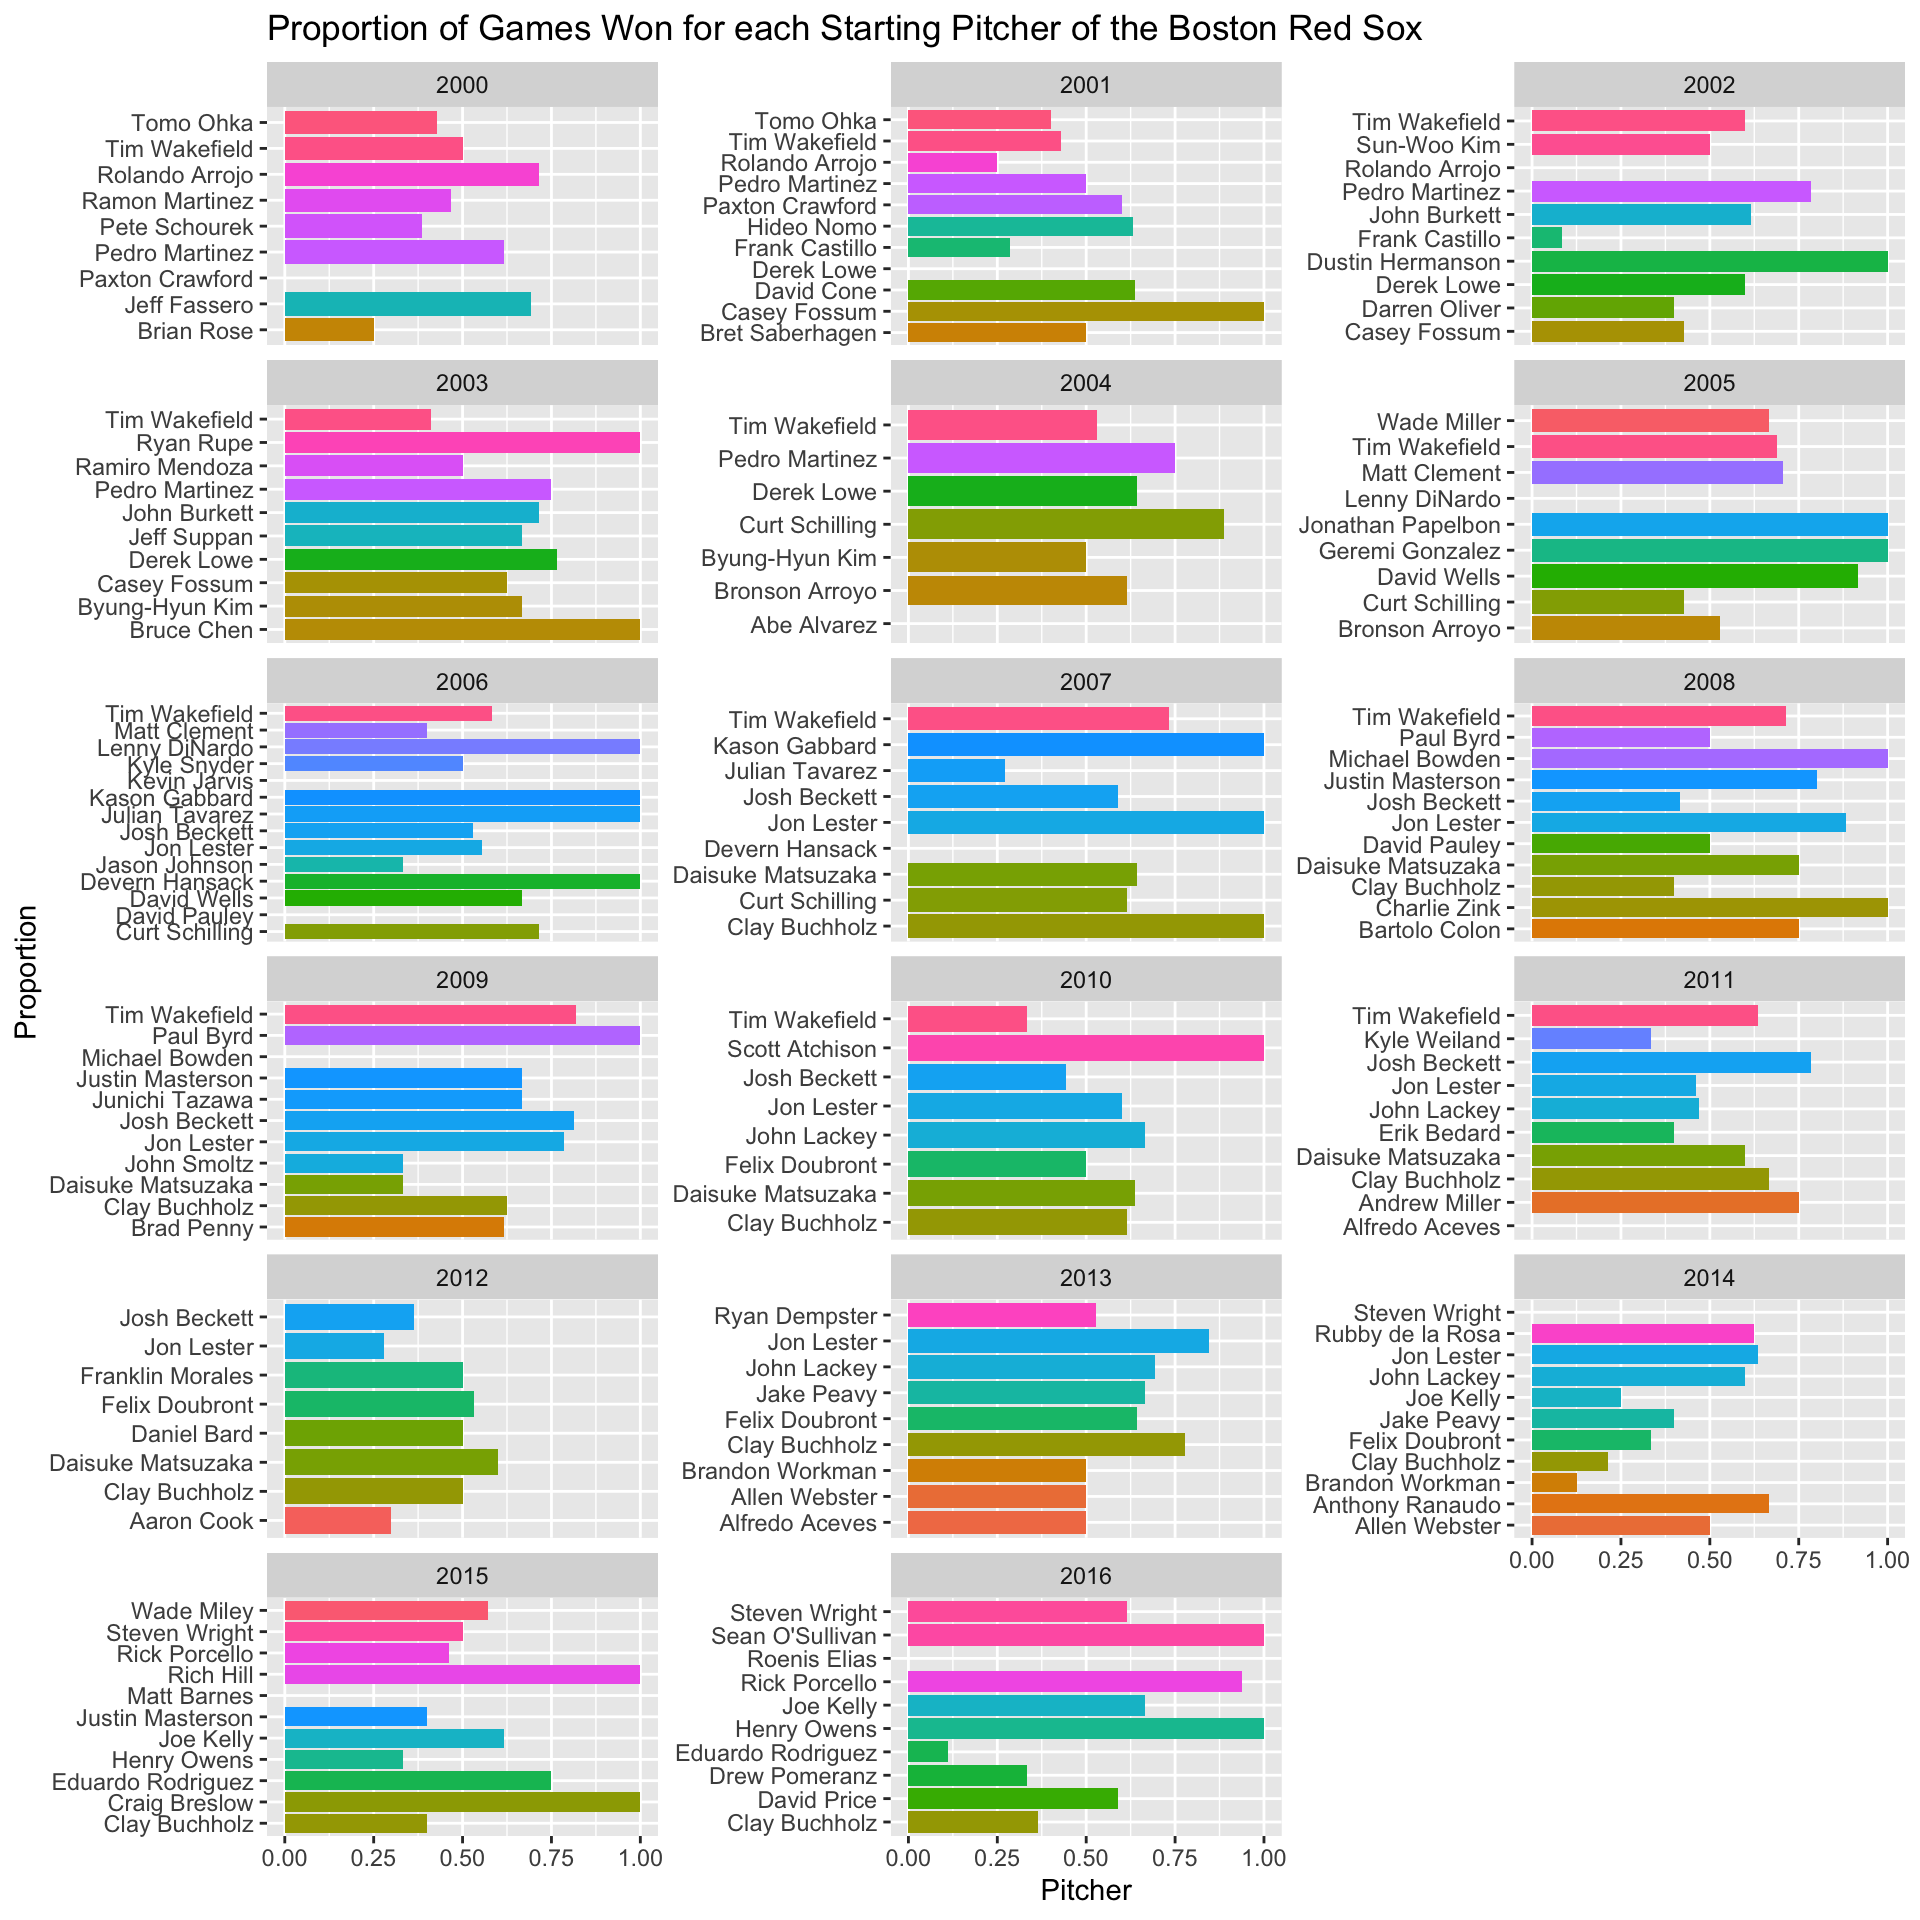 Proportion of Games Won for each Starting Pitcher of the Boston Red Sox
2000
Tomo Ohka
Tim Wakefield
Rolando Arrojo
Ramon Martinez
Pete Schourek
Pedro Martinez
Paxton Crawford
Jeff Fassero
Brian Rose
2001
Tomo Ohka
Tim Wakefield
Rolando Arrojo
Pedro Martinez
Paxton Crawford
Hideo Nomo
Frank Castillo
Derek Lowe
David Cone
Casey Fossum
Bret Saberhagen
2002
Tim Wakefield
Sun-Woo Kim
Rolando Arrojo
Pedro Martinez
John Burkett
Frank Castillo
Dustin Hermanson
Derek Lowe
Darren Oliver
Casey Fossum
2003
Tim Wakefield
Ryan Rupe
Ramiro Mendoza
Pedro Martinez
John Burkett
Jeff Suppan
Derek Lowe
Casey Fossum
Byung-Hyun Kim
Bruce Chen
2004
Tim Wakefield
Pedro Martinez
Derek Lowe
Curt Schilling
Byung-Hyun Kim
Bronson Arroyo
Abe Alvarez
2005
Wade Miller
Tim Wakefield
Matt Clement
Lenny DiNardo
Jonathan Papelbon
Geremi Gonzalez
David Wells
Curt Schilling
Bronson Arroyo
2006
Tim Wakefield
Matt Clement
Lenny DiNardo
Kyle Snyder
Kevin Jarvis
Kason Gabbard
Julian Tavarez
Josh Beckett
Jon Lester
Jason Johnson
Devern Hansack
David Wells
David Pauley
Curt Schilling
2007
Tim Wakefield
Kason Gabbard
Julian Tavarez
Josh Beckett
Jon Lester
Devern Hansack
Daisuke Matsuzaka
Curt Schilling
Clay Buchholz
2008
Tim Wakefield
Paul Byrd
Michael Bowden
Justin Masterson
Josh Beckett
Jon Lester
David Pauley
Daisuke Matsuzaka
Clay Buchholz
Charlie Zink
Bartolo Colon
Proportion
2009
Tim Wakefield
Paul Byrd
Michael Bowden
Justin Masterson
Junichi Tazawa
Josh Beckett
Jon Lester
John Smoltz
Daisuke Matsuzaka
Clay Buchholz
Brad Penny
2010
Tim Wakefield
Scott Atchison
Josh Beckett
Jon Lester
John Lackey
Felix Doubront
Daisuke Matsuzaka
Clay Buchholz
2011
Tim Wakefield
Kyle Weiland
Josh Beckett
Jon Lester
John Lackey
Erik Bedard
Daisuke Matsuzaka
Clay Buchholz
Andrew Miller
Alfredo Aceves
2012
Josh Beckett
Jon Lester
Franklin Morales
Felix Doubront
Daniel Bard
Daisuke Matsuzaka
Clay Buchholz
Aaron Cook
2013
Ryan Dempster
Jon Lester
John Lackey
Jake Peavy
Felix Doubront
Clay Buchholz
Brandon Workman
Allen Webster
Alfredo Aceves
2014
Steven Wright
Rubby de la Rosa
Jon Lester
John Lackey
Joe Kelly
Jake Peavy
Felix Doubront
Clay Buchholz
Brandon Workman
Anthony Ranaudo
Allen Webster
0.00 0.25 0.50 0.75 1.00
2015
Wade Miley
Steven Wright
Rick Porcello
Rich Hill
Matt Barnes
Justin Masterson
Joe Kelly
Henry Owens
Eduardo Rodriguez
Craig Breslow
Clay Buchholz
0.00 0.25 0.50 0.75 1.00
2016
Steven Wright
Sean O'Sullivan
Roenis Elias
Rick Porcello
Joe Kelly
Henry Owens
Eduardo Rodriguez
Drew Pomeranz
David Price
Clay Buchholz
0.00 0.25 0.50 0.75 1.00
Pitcher